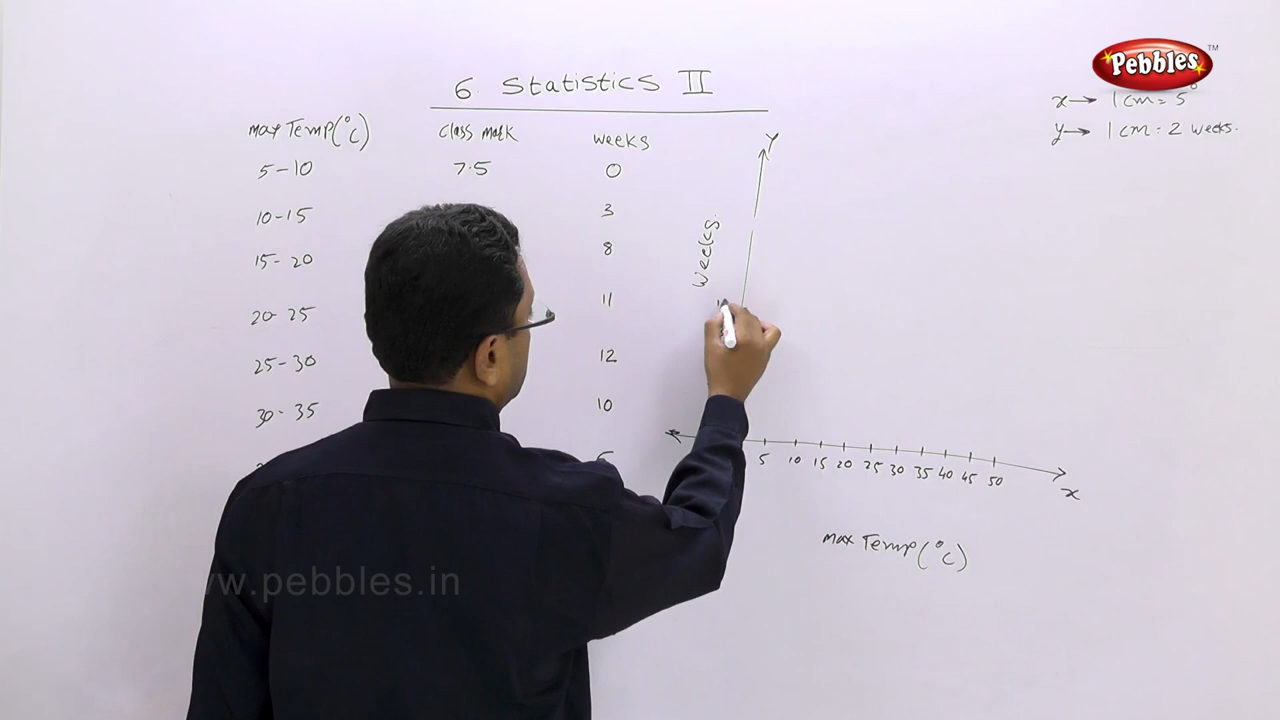 Pebbles TM
6. Statistics II
x → 1 cm = 5°
y → 1 cm = 2 weeks.
max Temp (°c) class mark weeks
5-10 7.5 0
10-15 3
15-20 8
20-25 11
25-30 12
30-35 10
Y
weeks.
5 10 15 20 25 30 35 40 45 50
x
max Temp (°c)
ww.pebbles.in